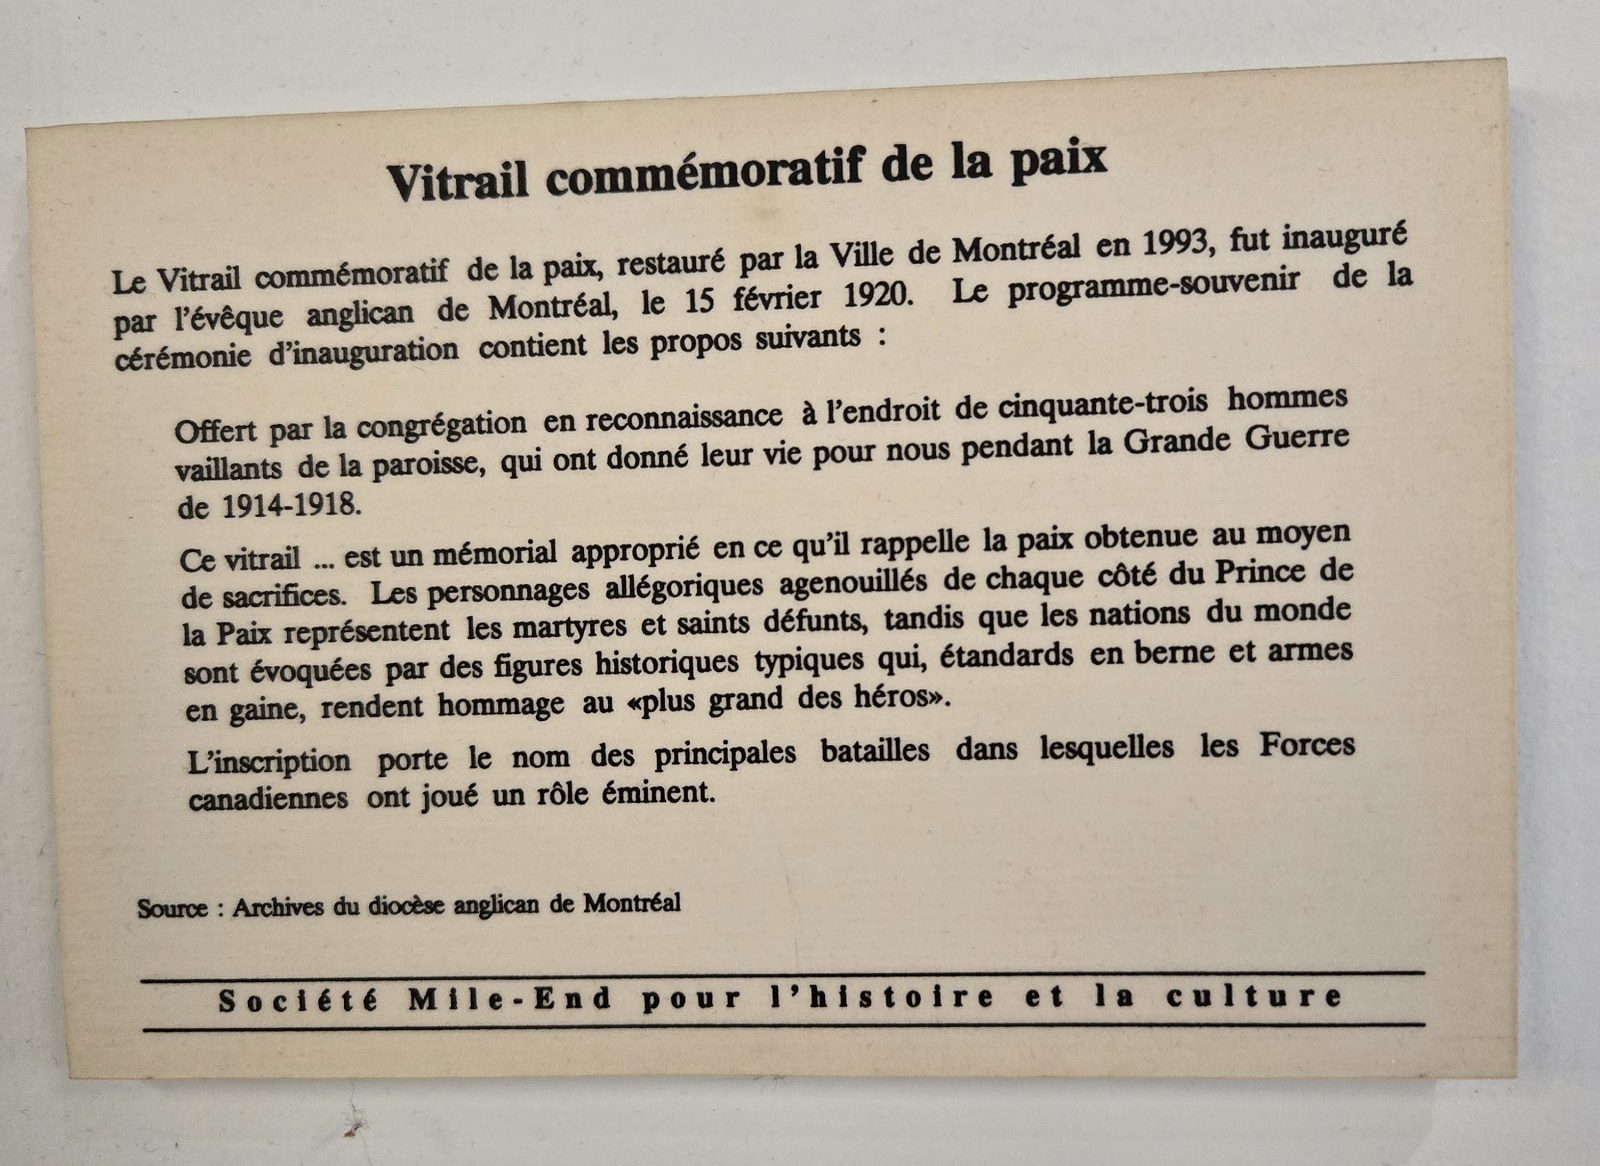 Vitrail commémoratif de la paix
Le Vitrail commémoratif de la paix, restauré par la Ville de Montréal en 1993, fut inauguré
par l'évêque anglican de Montréal, le 15 février 1920. Le programme-souvenir de la
cérémonie d'inauguration contient les propos suivants :
Offert par la congrégation en reconnaissance à l'endroit de cinquante-trois hommes
vaillants de la paroisse, qui ont donné leur vie pour nous pendant la Grande Guerre
de 1914-1918.
Ce vitrail ... est un mémorial approprié en ce qu'il rappelle la paix obtenue au moyen
de sacrifices. Les personnages allégoriques agenouillés de chaque côté du Prince de
la Paix représentent les martyres et saints défunts, tandis que les nations du monde
sont évoquées par des figures historiques typiques qui, étandards en berne et armes
en gaine, rendent hommage au «plus grand des héros».
L'inscription porte le nom des principales batailles dans lesquelles les Forces
canadiennes ont joué un rôle éminent.
Source : Archives du diocèse anglican de Montréal
Société Mile-End pour l'histoire et la culture